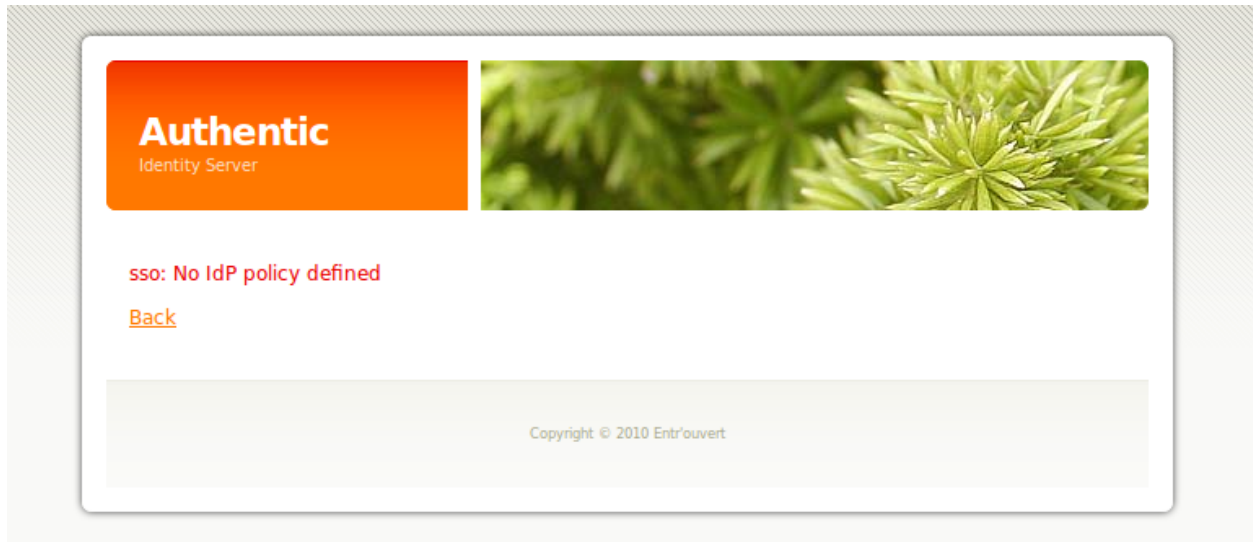 Authentic
Identity Server
sso: No IdP policy defined
Back
Copyright © 2010 Entr'ouvert